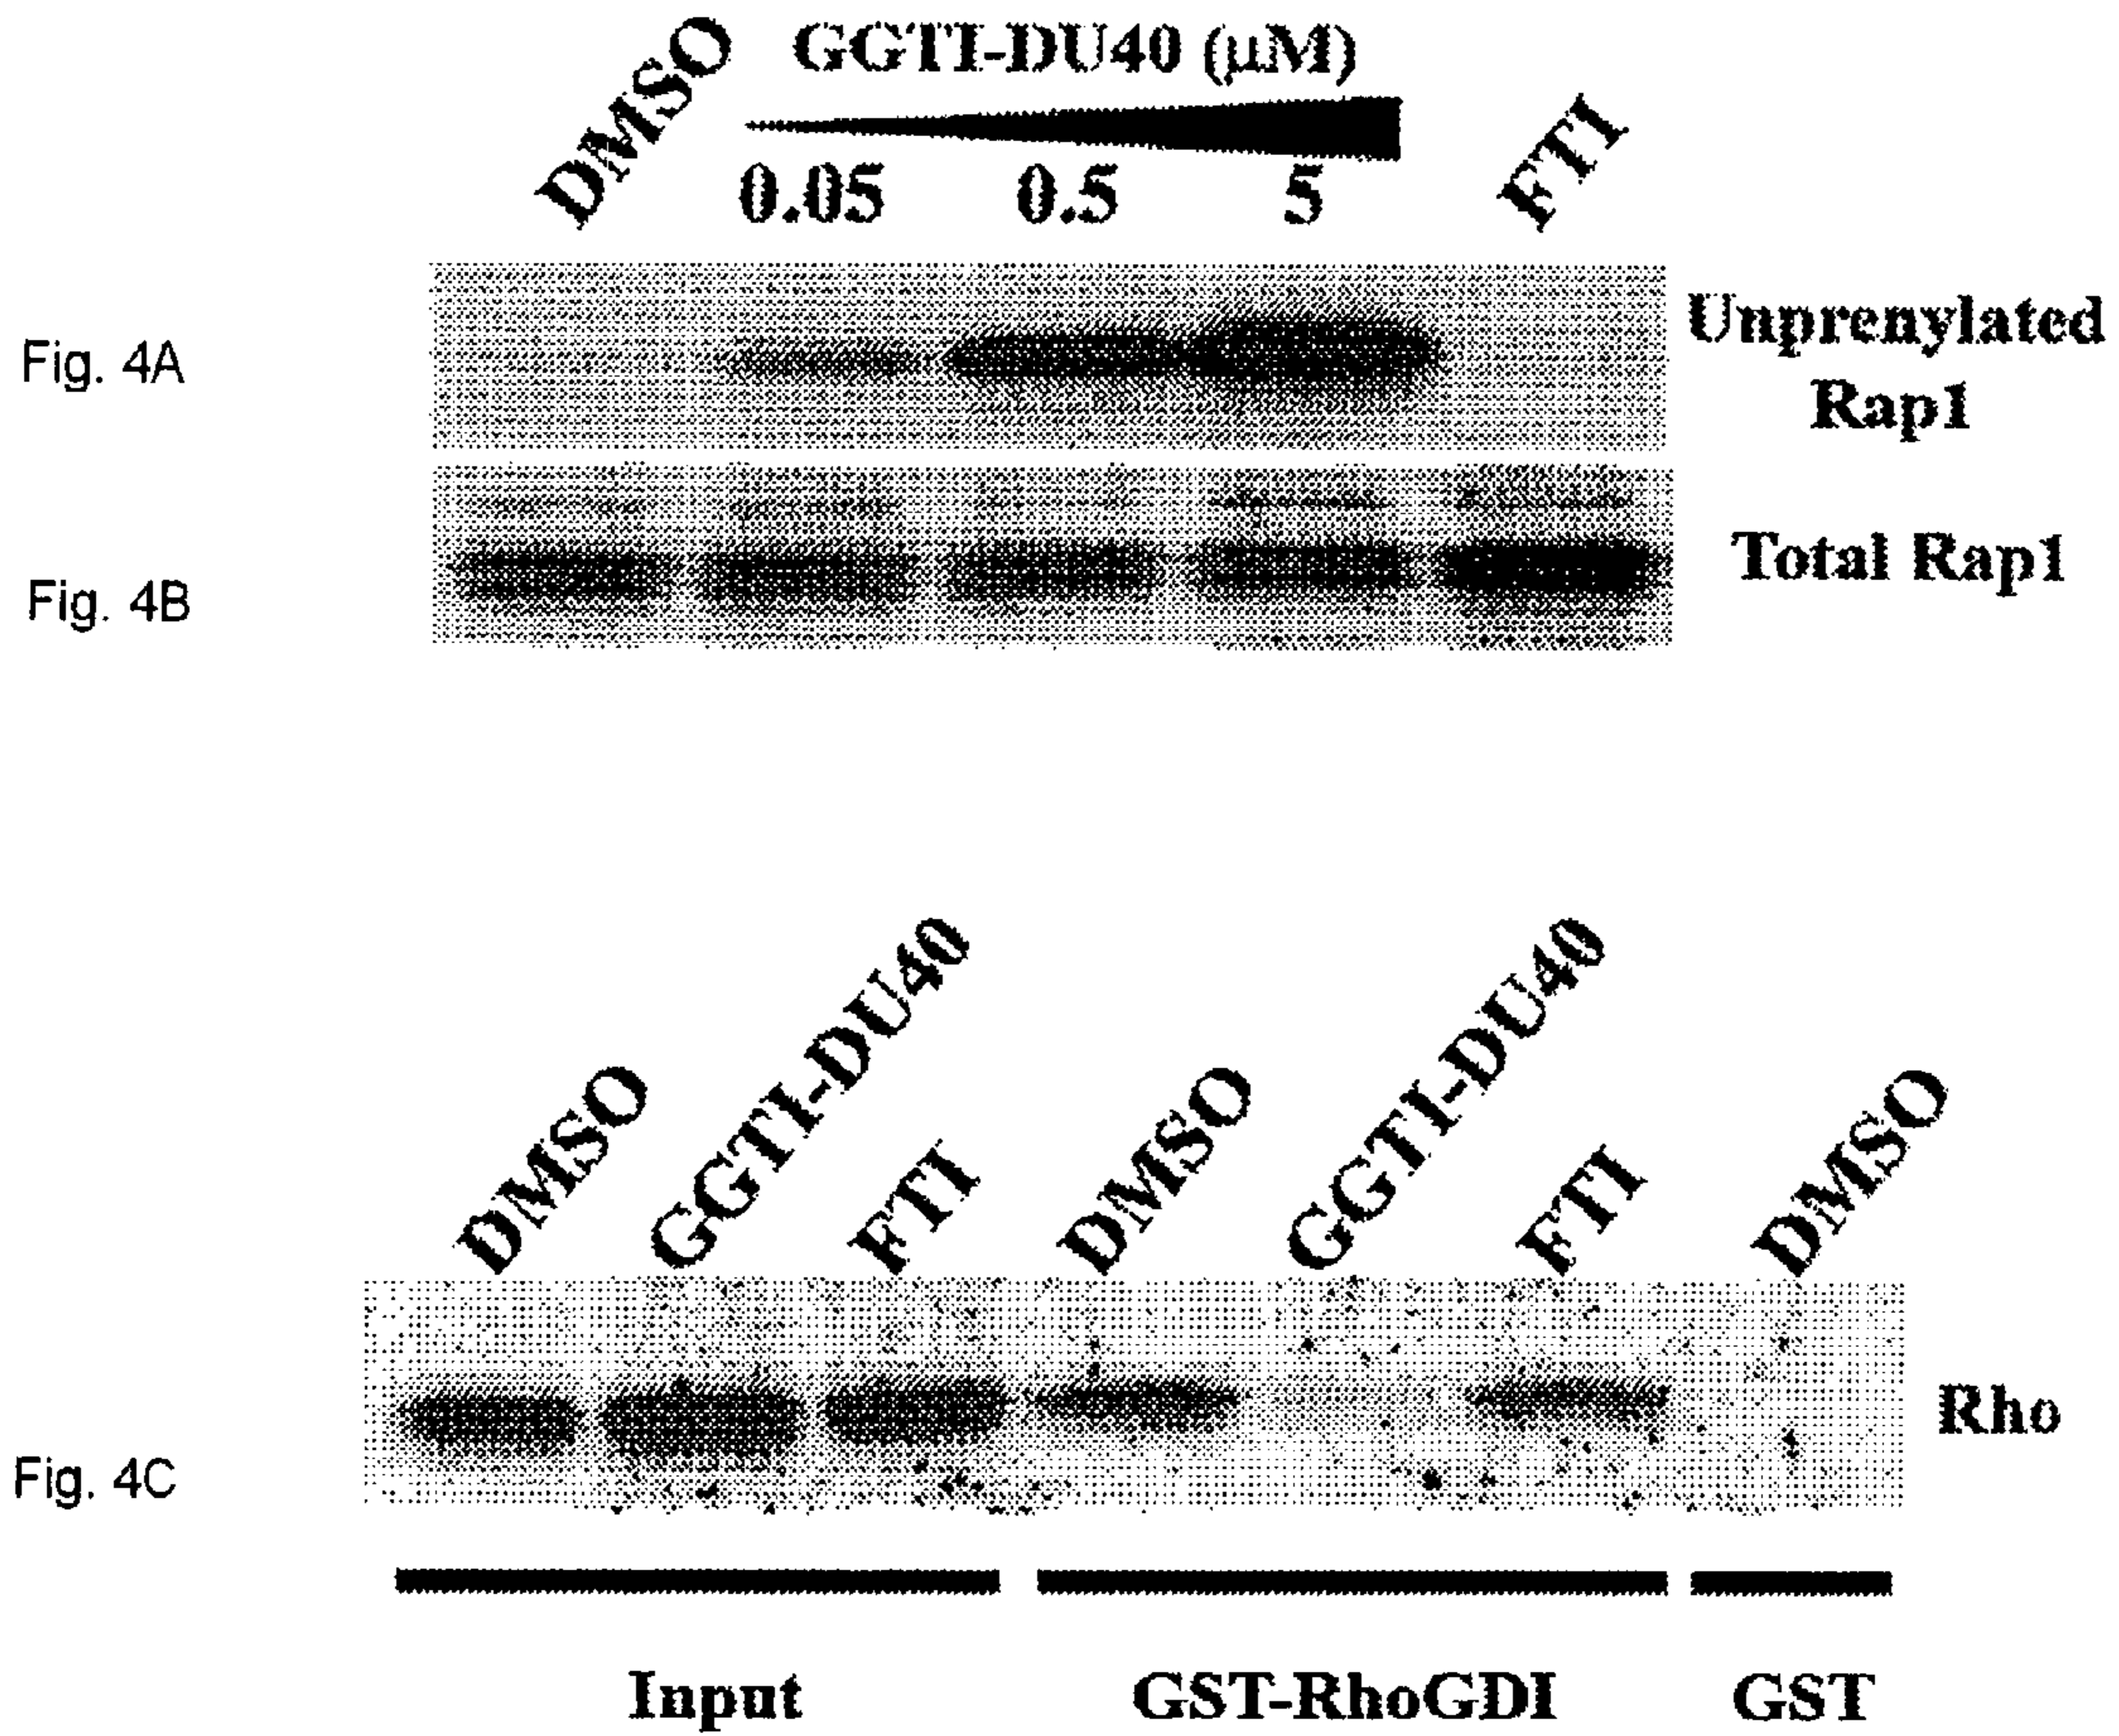 GGTI-DU40 (μM)
DMSO
FTI
0.05 0.5 5
Fig. 4A
Unprenylated
Rap1
Fig. 4B
Total Rap1
DMSO GGTI-DU40 FTI DMSO GGTI-DU40 FTI DMSO
Rho
Fig. 4C
Input GST-RhoGDI GST